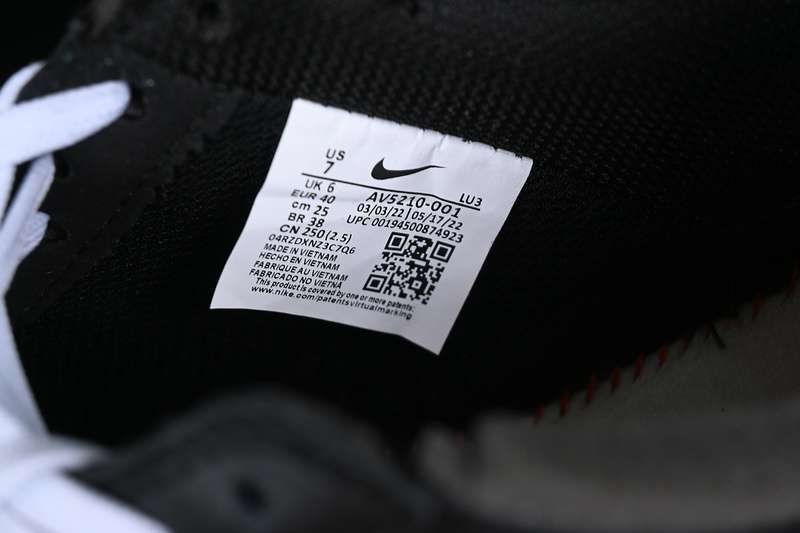 US
7
UK 6
EUR 40
cm 25
BR 38
CN 250(2.5)
LU3
AV5210-001
03/03/22 | 05/17/22
UPC 00194500874923
04RZDXNZ3C7Q6
MADE IN VIETNAM
HECHO EN VIETNAM
FABRIQUE AU VIETNAM
FABRICADO NO VIETNA
This product is covered by one or more patents:
www.nike.com/patentsvirtualmarking